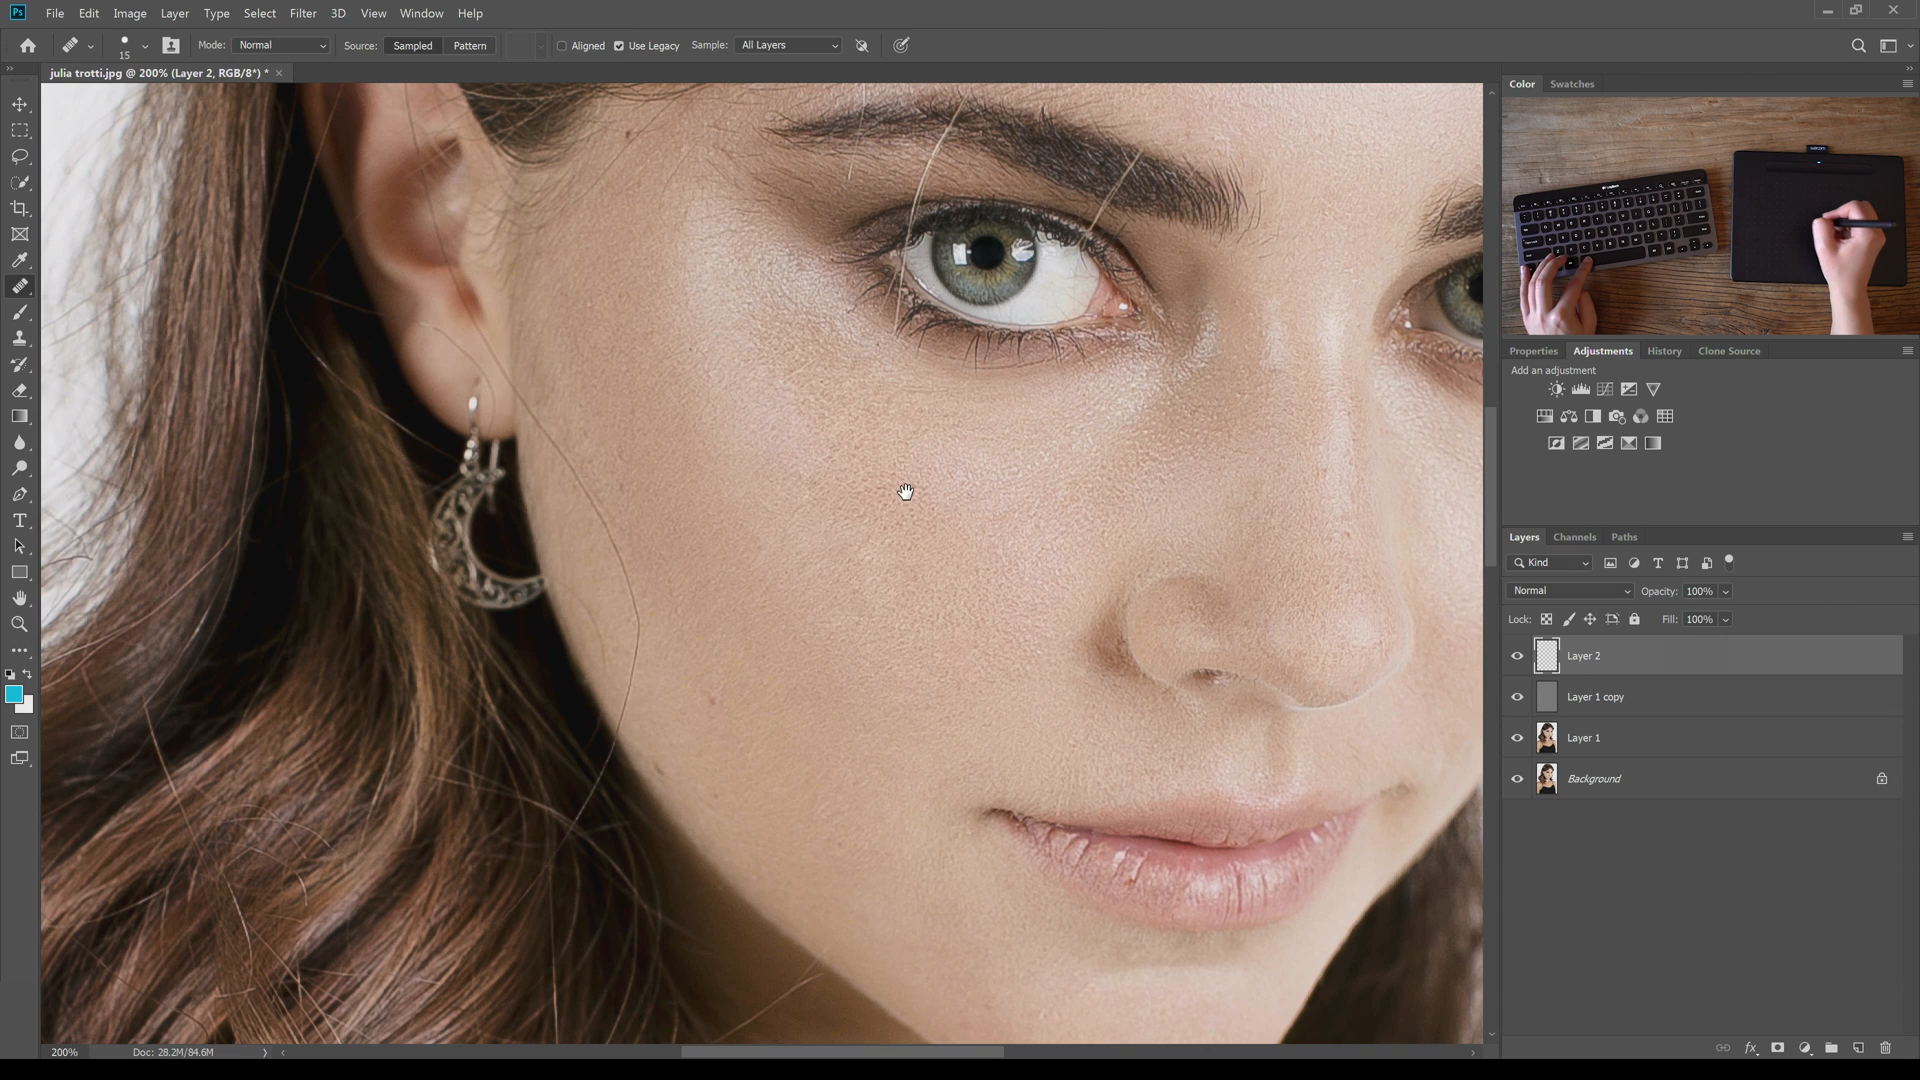 Ps File Edit Image Layer Type Select Filter 3D View Window Help
15 Mode: Normal Source: Sampled Pattern Aligned Use Legacy Sample: All Layers
julia trotti.jpg @ 200% (Layer 2, RGB/8*) * ×
Color Swatches
Properties Adjustments History Clone Source
Add an adjustment
Layers Channels Paths
Kind
Normal Opacity: 100%
Lock: Fill: 100%
Layer 2
Layer 1 copy
Layer 1
Background
fx
200% Doc: 28.2M/84.6M